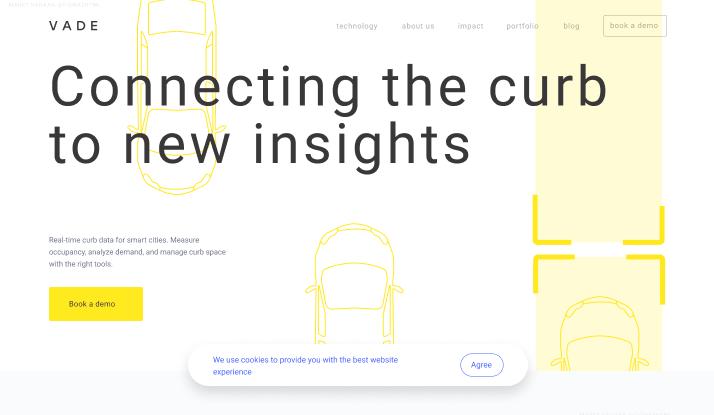 VADE
technology
about us
impact
portfolio
blog
book a demo
Connecting the curb
to new insights
Real-time curb data for smart cities. Measure
occupancy, analyze demand, and manage curb space
with the right tools.
Book a demo
We use cookies to provide you with the best website
experience
Agree